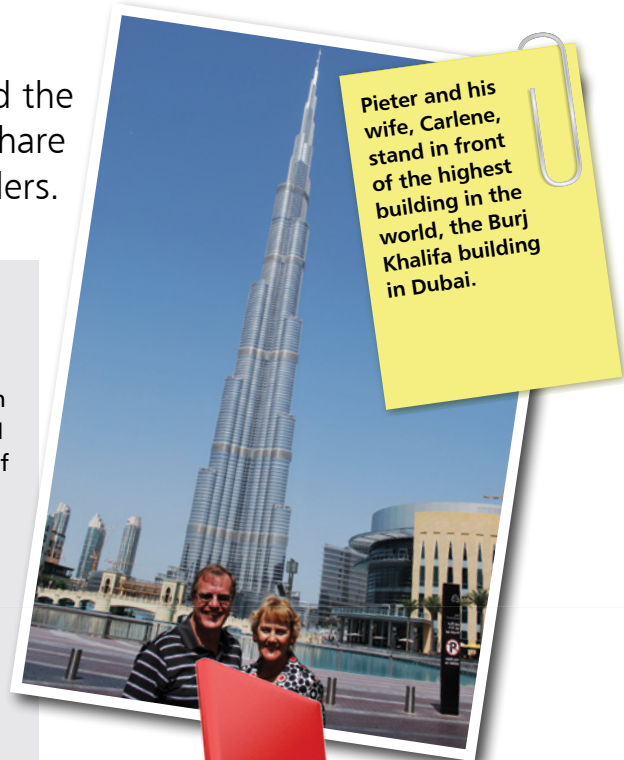 d the
hare
lers.
n
l
f
Pieter and his
wife, Carlene,
stand in front
of the highest
building in the
world, the Burj
Khalifa building
in Dubai.